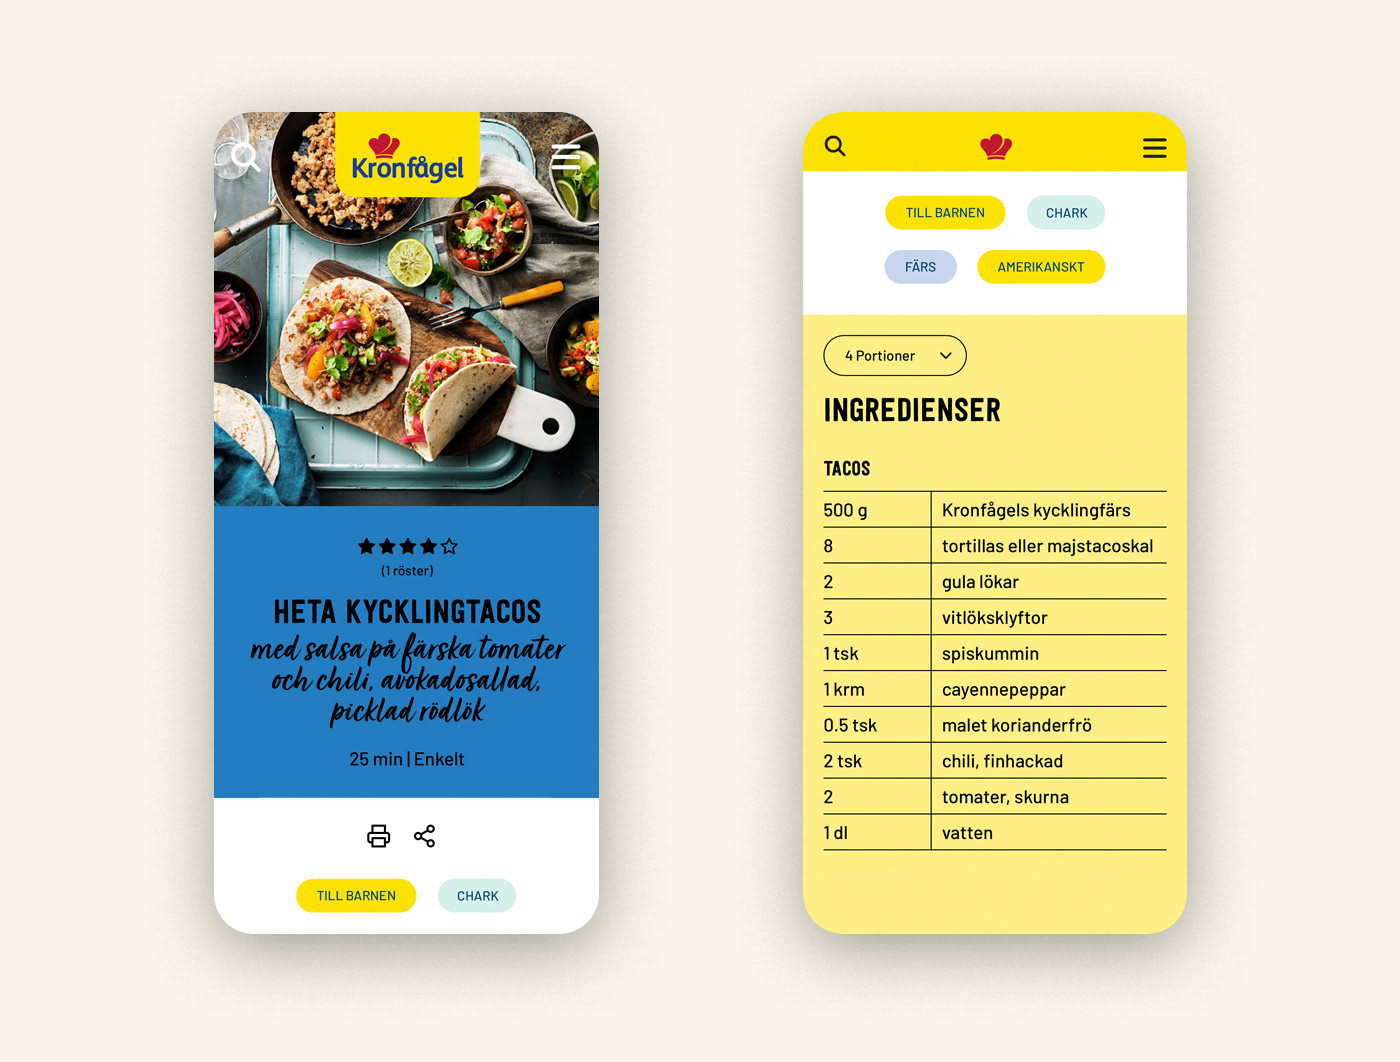 Kronfågel
(1 röster)
HETA KYCKLINGTACOS
med salsa på färska tomater
och chili, avokadosallad,
picklad rödlök
25 min | Enkelt
TILL BARNEN
CHARK
TILL BARNEN
CHARK
FÄRS
AMERIKANSKT
4 Portioner
INGREDIENSER
TACOS
500 g Kronfågels kycklingfärs
8 tortillas eller majstacoskal
2 gula lökar
3 vitlöksklyftor
1 tsk spiskummin
1 krm cayennepeppar
0.5 tsk malet korianderfrö
2 tsk chili, finhackad
2 tomater, skurna
1 dl vatten